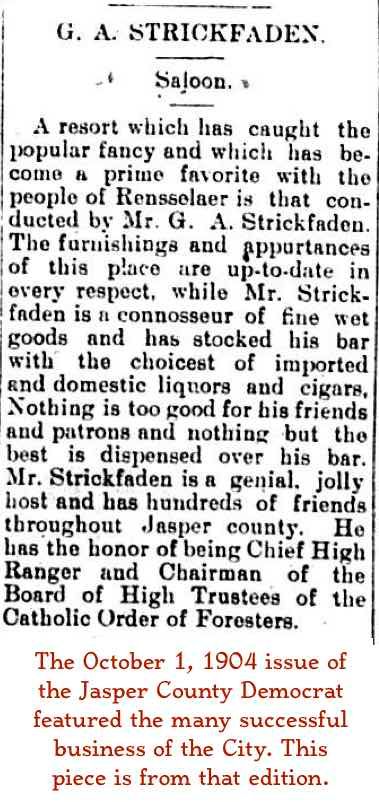 G. A. STRICKFADEN.
Saloon.
A resort which has caught the
popular fancy and which has be-
come a prime favorite with the
people of Rensselaer is that con-
ducted by Mr. G. A. Strickfaden.
The furnishings and appurtances
of this place are up-to-date in
every respect, while Mr. Strick-
faden is a connosseur of fine wet
goods and has stocked his bar
with the choicest of imported
and domestic liquors and cigars,
Nothing is too good for his friends
and patrons and nothing but the
best is dispensed over his bar.
Mr. Strickfaden is a genial, jolly
host and has hundreds of friends
throughout Jasper county. He
has the honor of being Chief High
Ranger and Chairman of the
Board of High Trustees of the
Catholic Order of Foresters.
The October 1, 1904 issue of
the Jasper County Democrat
featured the many successful
business of the City. This
piece is from that edition.